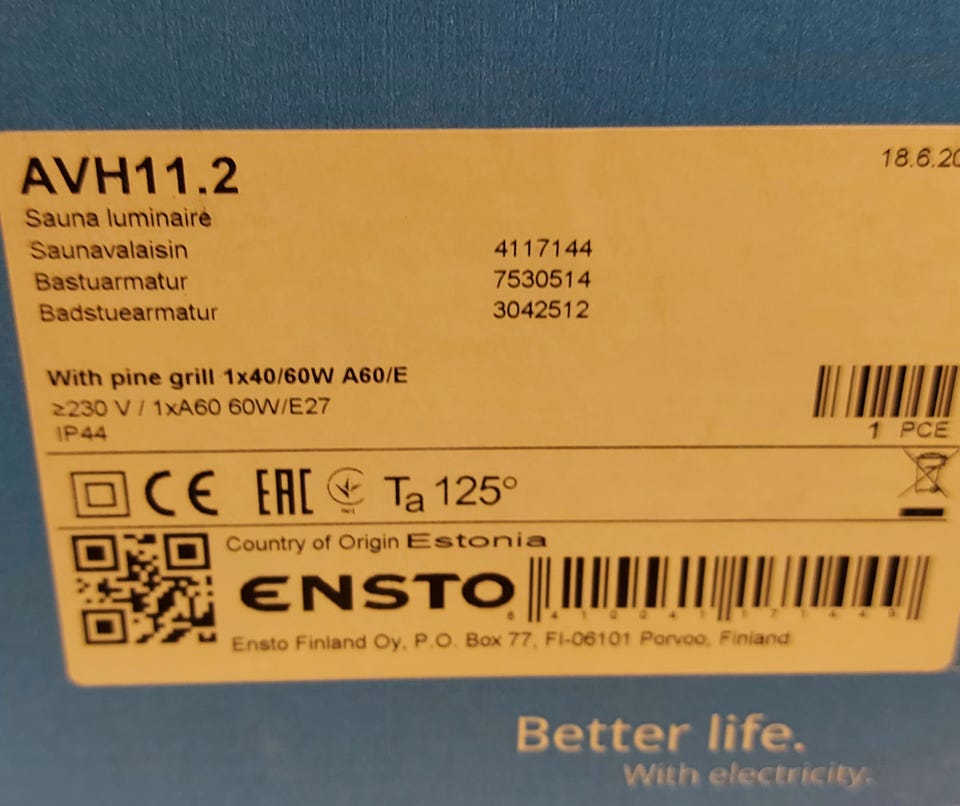 AVH11.2
18.6.20
Sauna luminaire
Saunavalaisin 4117144
Bastuarmatur 7530514
Badstuearmatur 3042512
With pine grill 1x40/60W A60/E
≥230 V / 1xA60 60W/E27
IP44
1 PCE
CE EAC Ta 125°
Country of Origin Estonia
ENSTO
Ensto Finland Oy, P.O. Box 77, FI-06101 Porvoo, Finland
Better life.
With electricity.